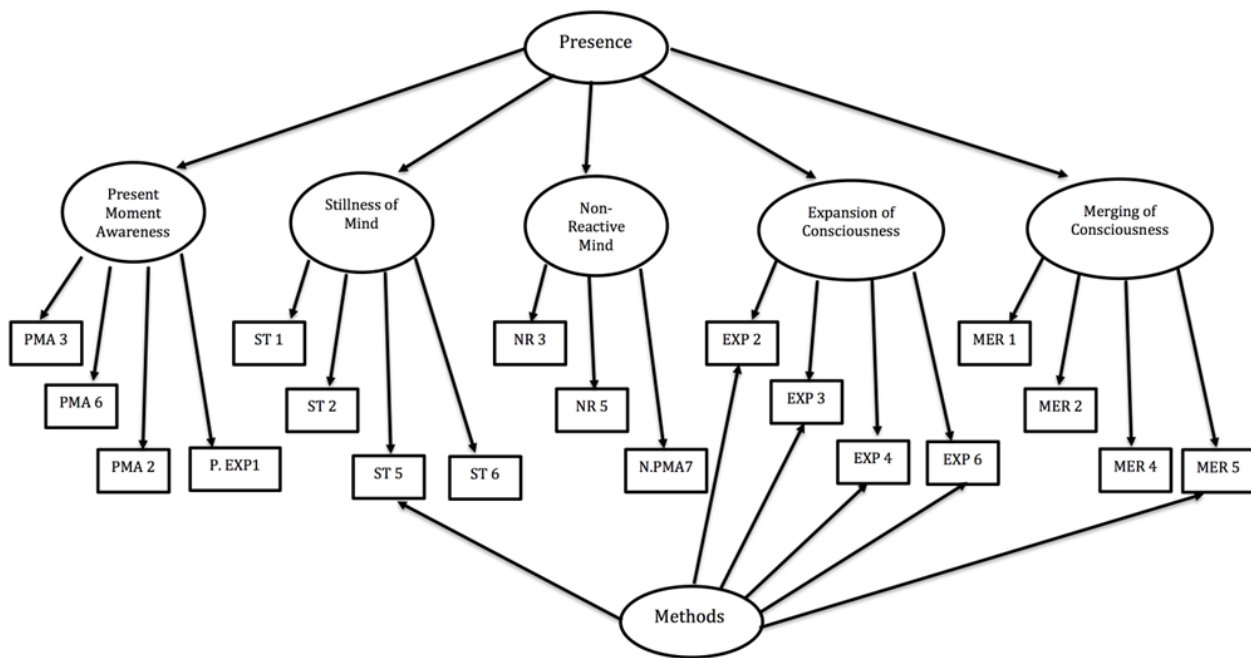 Presence
Present
Moment
Awareness
Stillness of
Mind
Non-
Reactive
Mind
Expansion of
Consciousness
Merging of
Consciousness
PMA 3
PMA 6
PMA 2
P. EXP1
ST 1
ST 2
ST 5
ST 6
NR 3
NR 5
N.PMA7
EXP 2
EXP 3
EXP 4
EXP 6
MER 1
MER 2
MER 4
MER 5
Methods